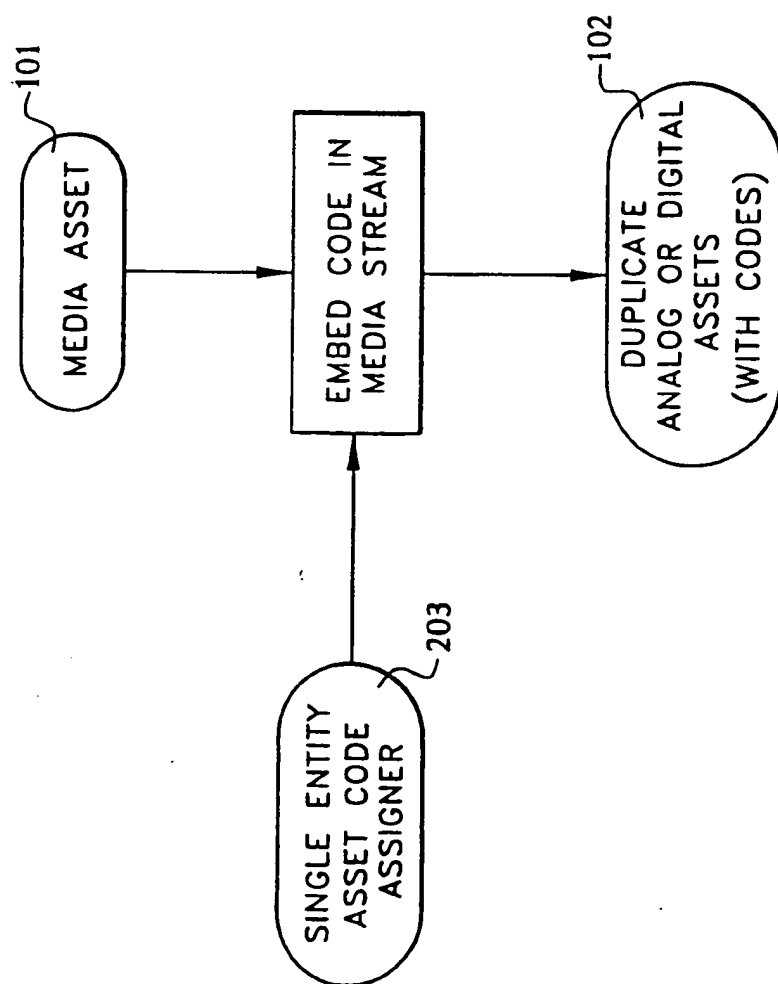 101
MEDIA ASSET
EMBED CODE IN
MEDIA STREAM
SINGLE ENTITY
ASSET CODE
ASSIGNER
203
102
DUPLICATE
ANALOG OR DIGITAL
ASSETS
(WITH CODES)